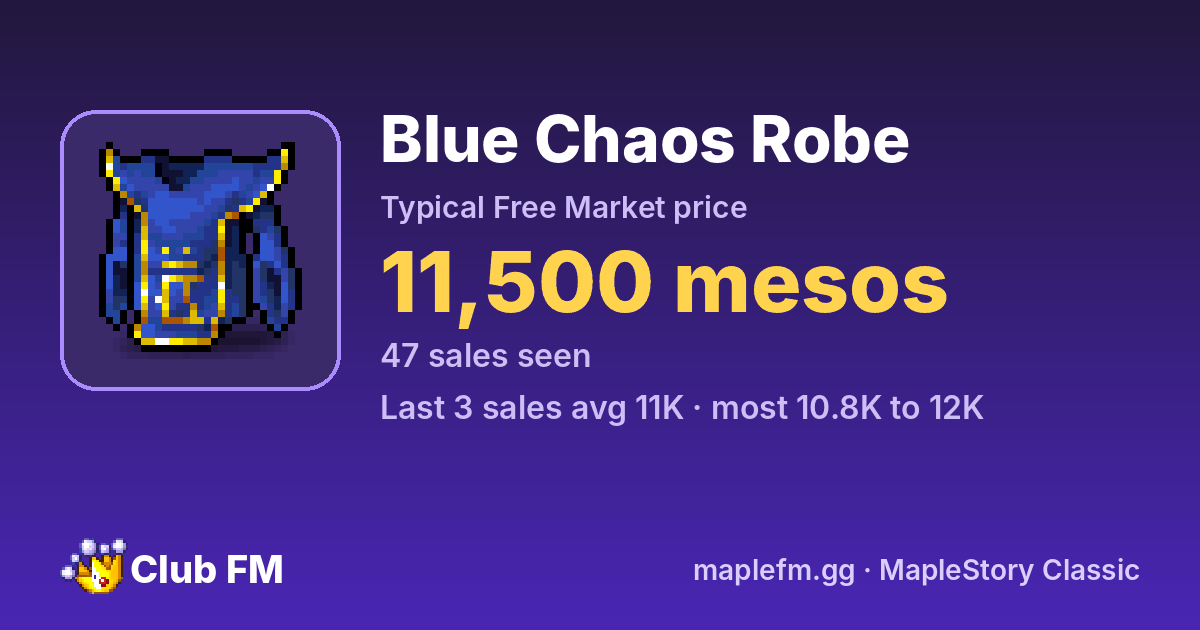 Blue Chaos Robe
Typical Free Market price
11,500 mesos
47 sales seen
Last 3 sales avg 11K · most 10.8K to 12K
Club FM
maplefm.gg · MapleStory Classic